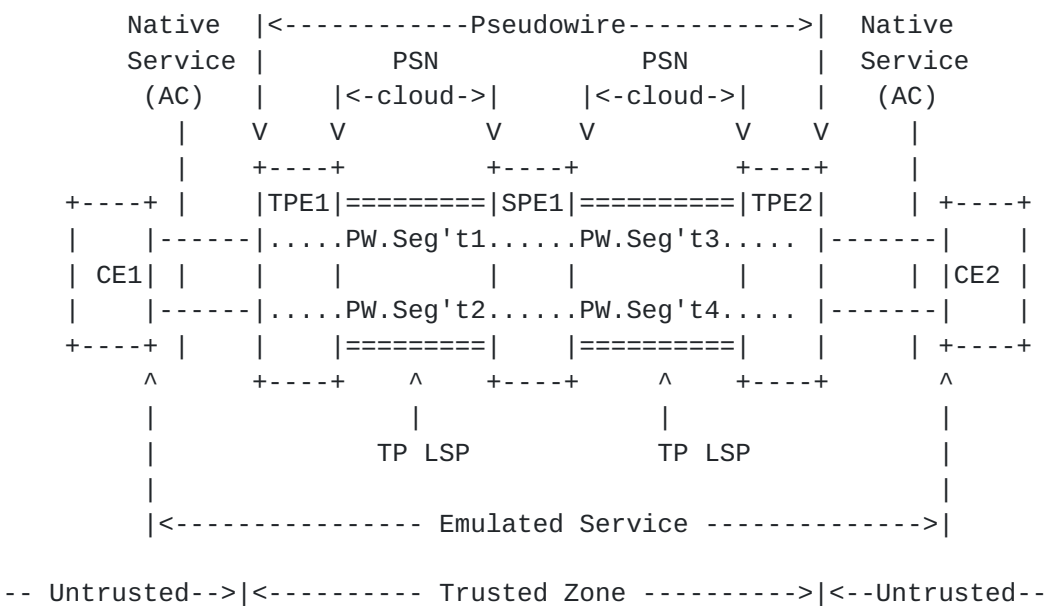 Native |<------------Pseudowire----------->| Native
Service | PSN PSN | Service
(AC) | |<-cloud->| |<-cloud->| | (AC)
| V V V V V V |
| +----+ +----+ +----+ |
+----+ | |TPE1|=========|SPE1|==========|TPE2| | +----+
| |------|.....PW.Seg't1......PW.Seg't3..... |-------| |
| CE1| | | | | | | | | |CE2 |
| |------|.....PW.Seg't2......PW.Seg't4..... |-------| |
+----+ | | |=========| |==========| | | +----+
^ +----+ ^ +----+ ^ +----+ ^
| | | |
| TP LSP TP LSP |
| |
|<---------------- Emulated Service -------------->|
-- Untrusted-->|<---------- Trusted Zone ---------->|<--Untrusted--